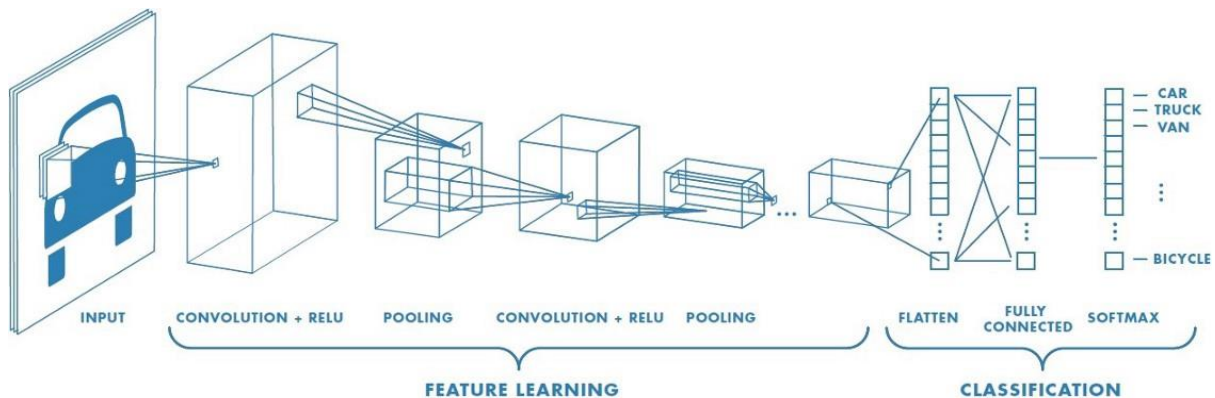 CAR
TRUCK
VAN
...
⋮
⋮
⋮
⋮
BICYCLE
INPUT
CONVOLUTION + RELU
POOLING
CONVOLUTION + RELU
POOLING
FLATTEN
FULLY
CONNECTED
SOFTMAX
FEATURE LEARNING
CLASSIFICATION